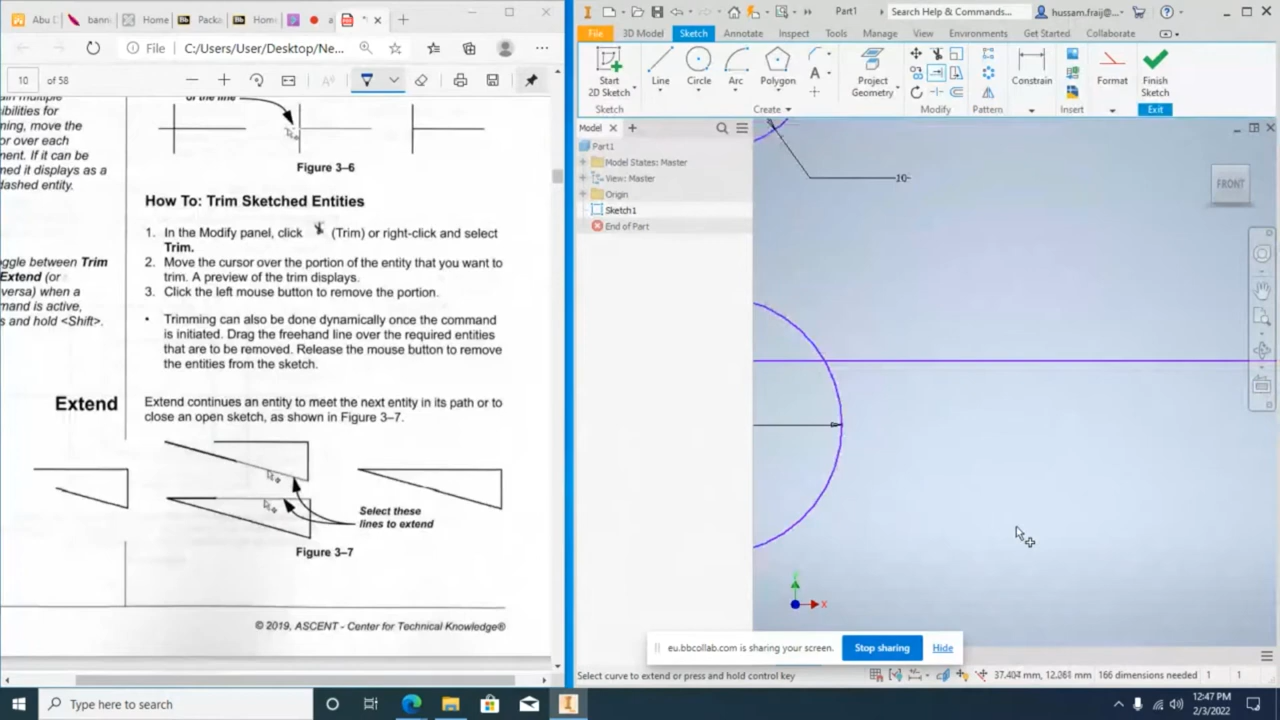 Abu D
bann
Home
Packa
Hom
a
File
C:/Users/User/Desktop/Ne...
10 of 58
ain multiple
ibilities for
ning, move the
or over each
ment. If it can be
med it displays as a
dashed entity.
of the line
Figure 3–6
How To: Trim Sketched Entities
1. In the Modify panel, click (Trim) or right-click and select
Trim.
2. Move the cursor over the portion of the entity that you want to
trim. A preview of the trim displays.
3. Click the left mouse button to remove the portion.
• Trimming can also be done dynamically once the command
is initiated. Drag the freehand line over the required entities
that are to be removed. Release the mouse button to remove
the entities from the sketch.
ggle between Trim
Extend (or
versa) when a
mand is active,
s and hold <Shift>.
Extend
Extend continues an entity to meet the next entity in its path or to
close an open sketch, as shown in Figure 3–7.
Select these
lines to extend
Figure 3–7
© 2019, ASCENT - Center for Technical Knowledge®
Part1
Search Help & Commands...
hussam.fraij@...
File 3D Model Sketch Annotate Inspect Tools Manage View Environments Get Started Collaborate
Start
2D Sketch
Line
Circle
Arc
Polygon
Project
Geometry
Constrain
Format
Finish
Sketch
Sketch Create Modify Pattern Insert Exit
Model
Part1
Model States: Master
View: Master
Origin
Sketch1
End of Part
10
FRONT
Y
X
eu.bbcollab.com is sharing your screen.
Stop sharing
Hide
Select curve to extend or press and hold control key
37.404 mm, 12.061 mm 166 dimensions needed 1 1
Type here to search
12:47 PM
2/3/2022